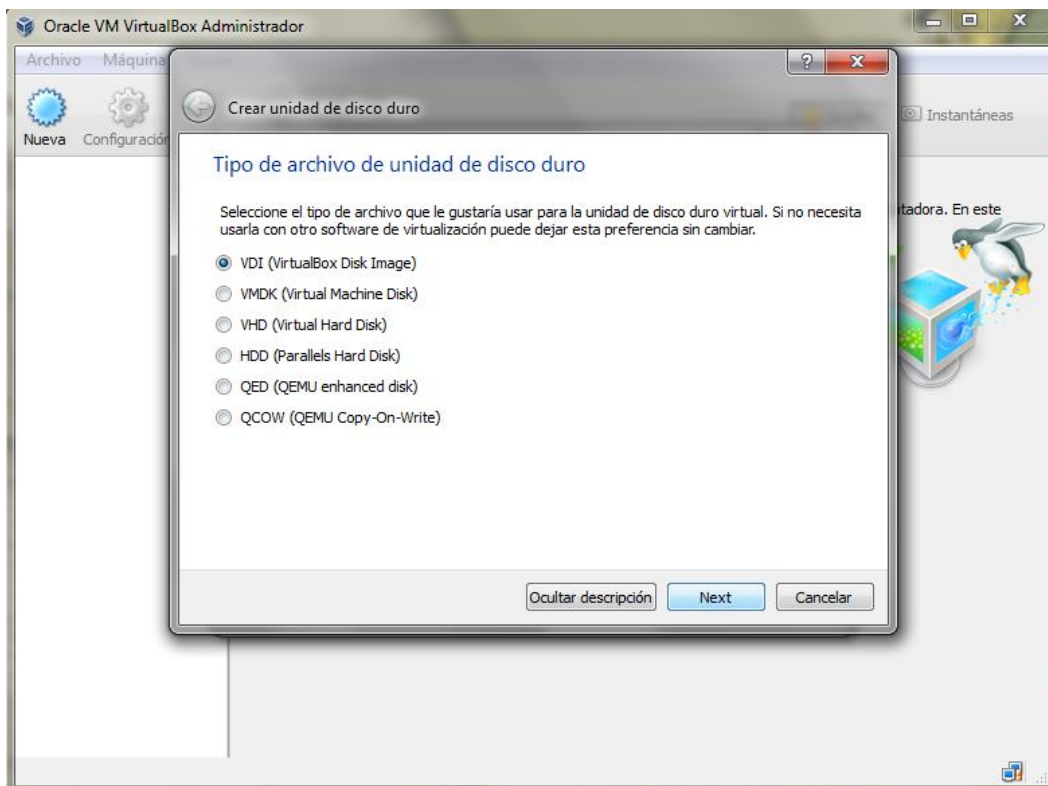 Oracle VM VirtualBox Administrador
Archivo Máquina
Nueva Configuración
Instantáneas
Crear unidad de disco duro
Tipo de archivo de unidad de disco duro
Seleccione el tipo de archivo que le gustaría usar para la unidad de disco duro virtual. Si no necesita
usarla con otro software de virtualización puede dejar esta preferencia sin cambiar.
tadora. En este
VDI (VirtualBox Disk Image)
VMDK (Virtual Machine Disk)
VHD (Virtual Hard Disk)
HDD (Parallels Hard Disk)
QED (QEMU enhanced disk)
QCOW (QEMU Copy-On-Write)
Ocultar descripción Next Cancelar